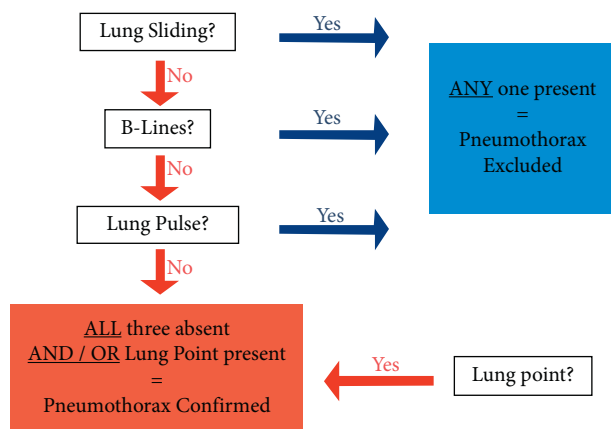 Lung Sliding?
Yes
No
B-Lines?
Yes
ANY one present
=
Pneumothorax
Excluded
No
Lung Pulse?
Yes
No
ALL three absent
AND / OR Lung Point present
=
Pneumothorax Confirmed
Yes
Lung point?